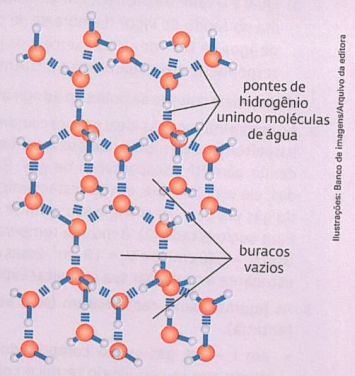 pontes de
hidrogênio
unindo moléculas
de água
buracos
vazios
Ilustrações: Banco de imagens/Arquivo da editora